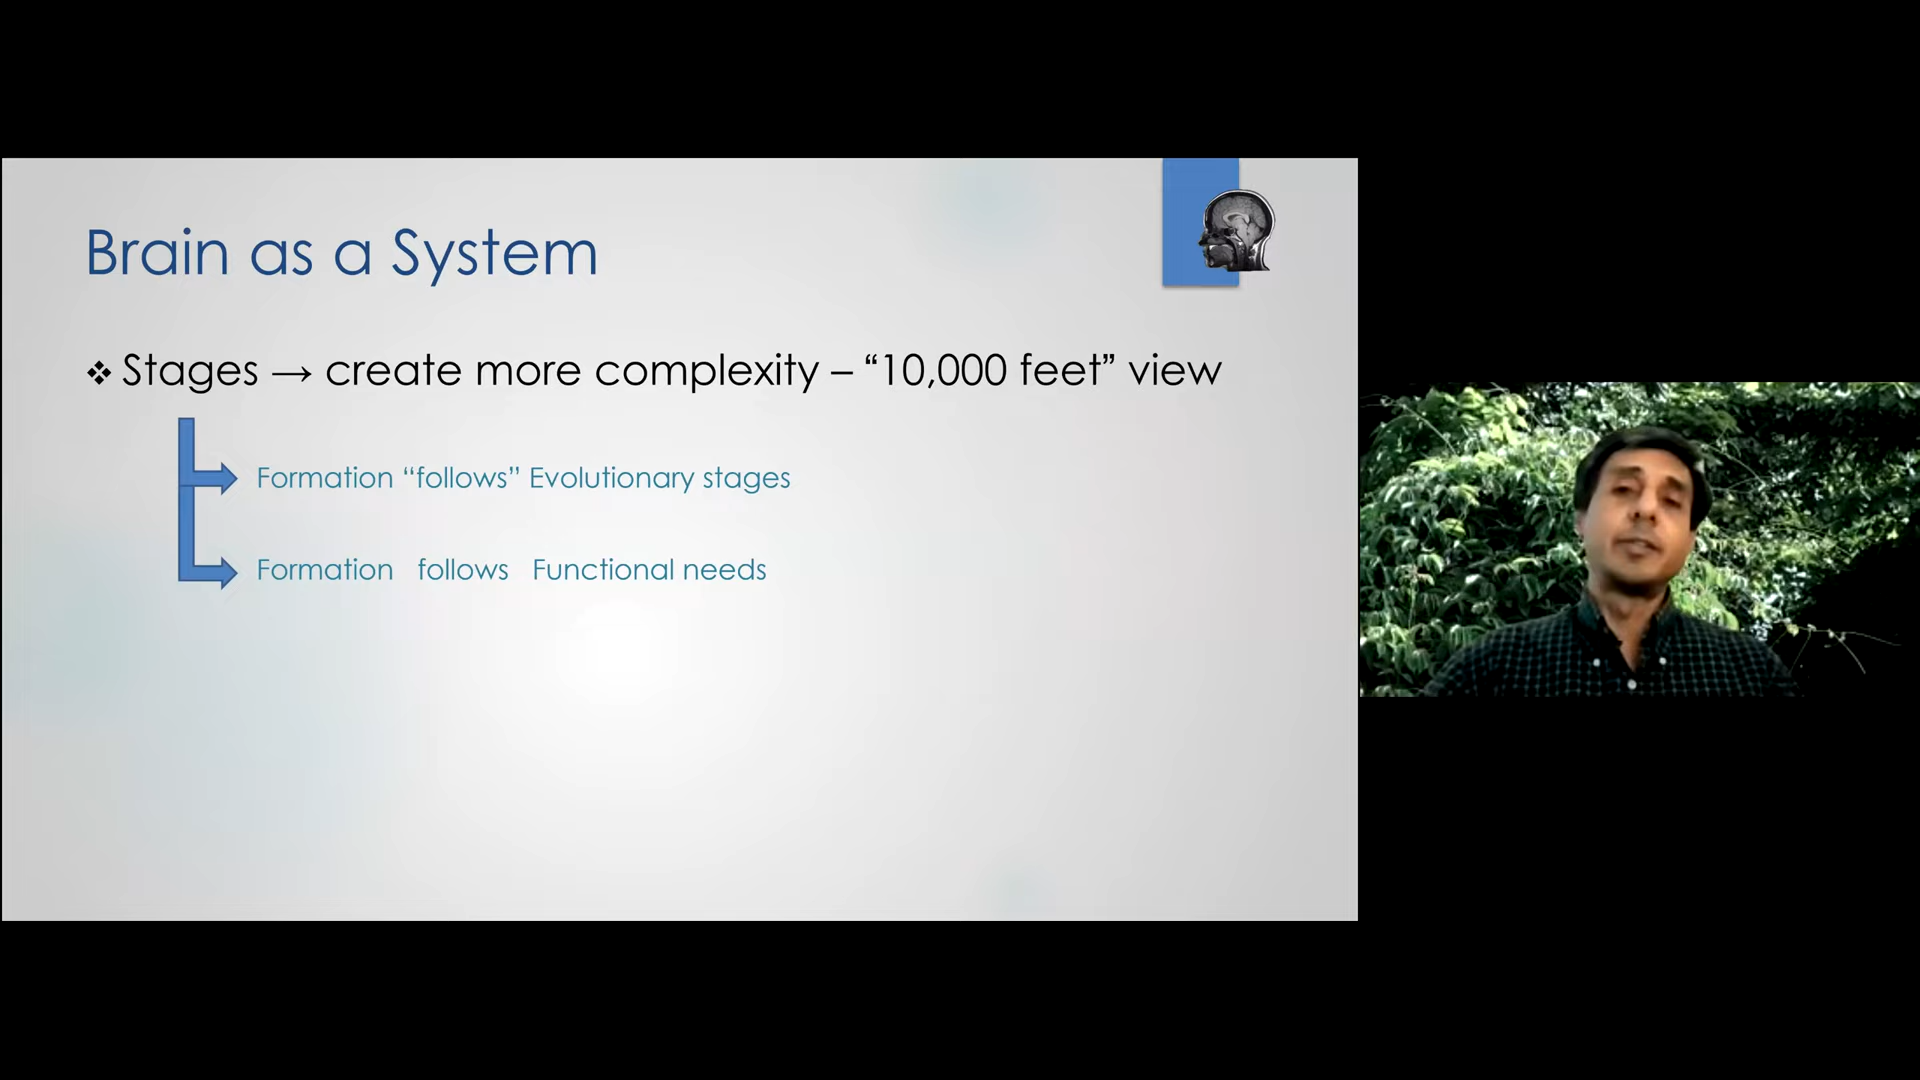 Brain as a System
❖ Stages → create more complexity – “10,000 feet” view
Formation “follows” Evolutionary stages
Formation follows Functional needs